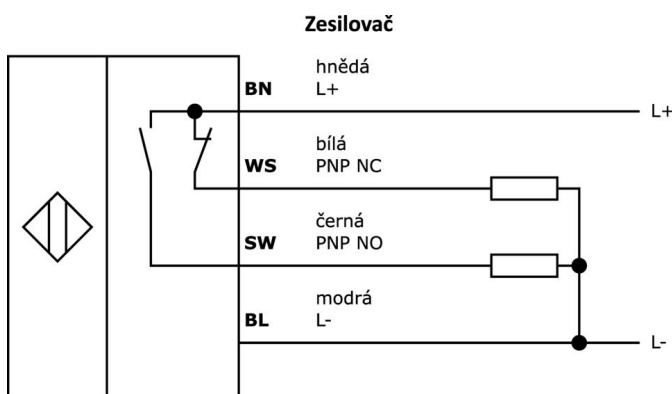 Zesilovač
hnědá
BN L+
L+
bílá
WS PNP NC
černá
SW PNP NO
modrá
BL L-
L-